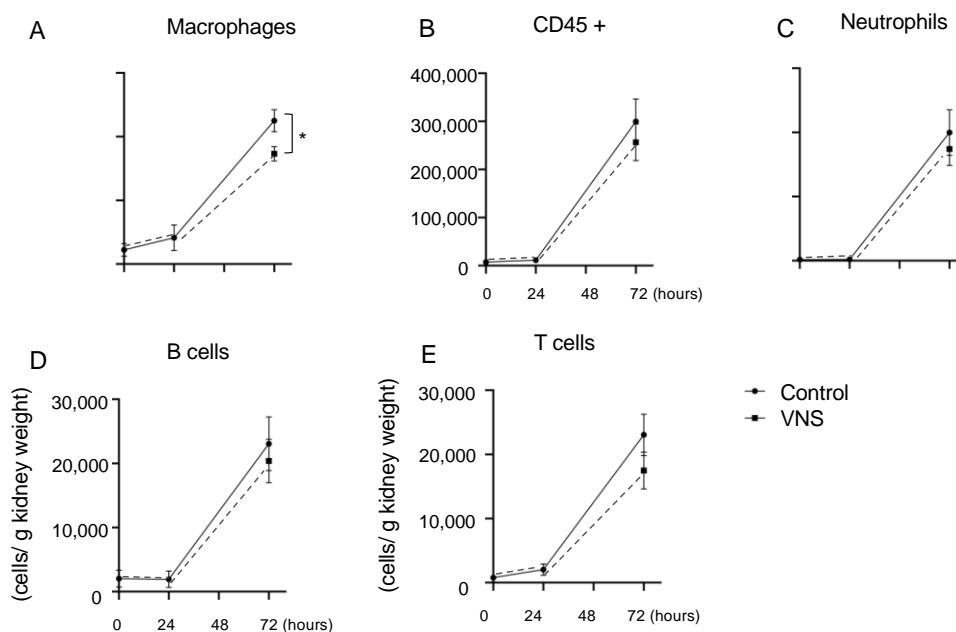 A
Macrophages
*
B
CD45 +
400,000
300,000
200,000
100,000
0
0 24 48 72 (hours)
C
Neutrophils
D
B cells
(cells/ g kidney weight)
30,000
20,000
10,000
0
0 24 48 72 (hours)
E
T cells
(cells/ g kidney weight)
30,000
20,000
10,000
0
0 24 48 72 (hours)
Control
VNS